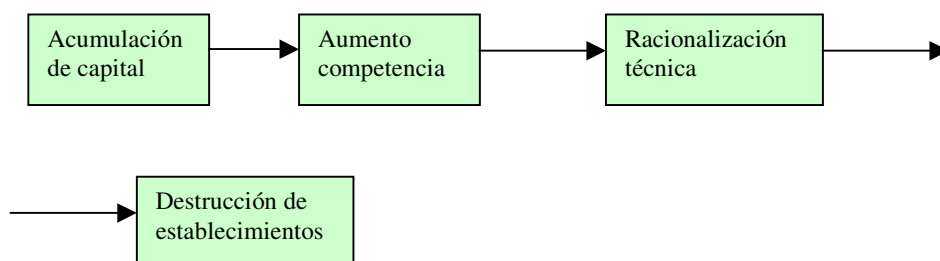 Acumulación
de capital
Aumento
competencia
Racionalización
técnica
Destrucción de
establecimientos